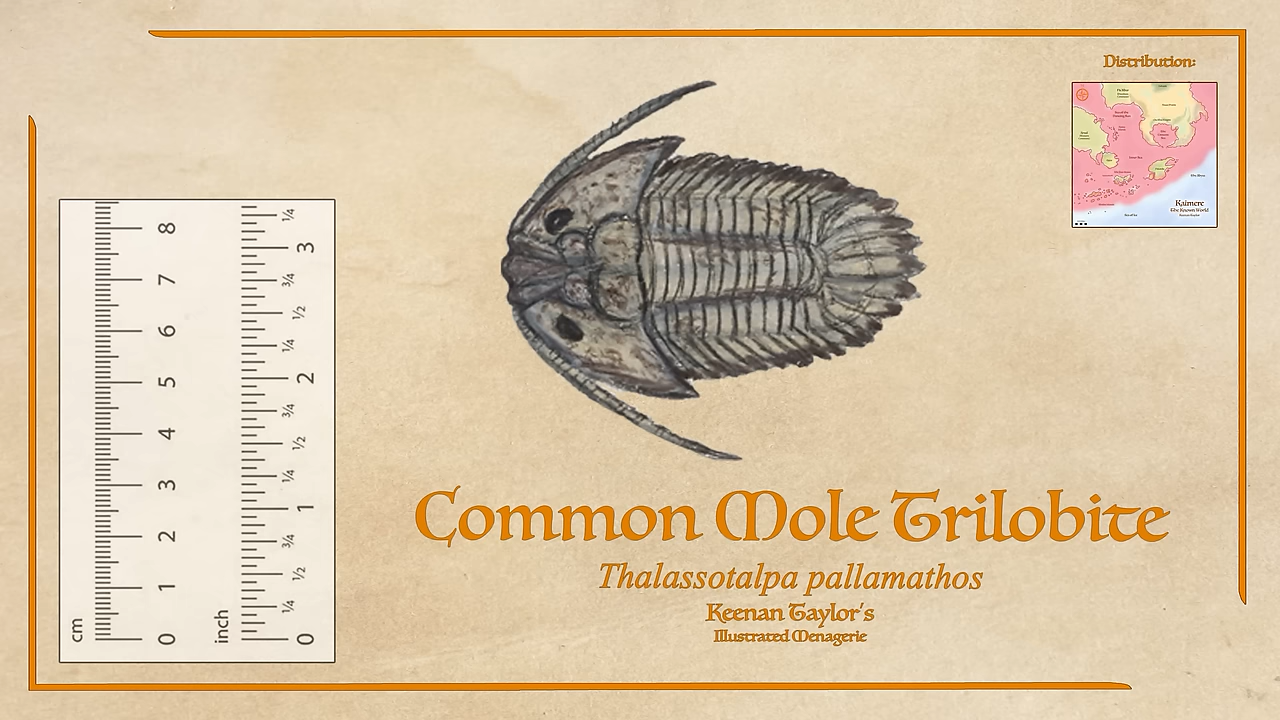 Distribution:
Kaimere
The Known World
Common Mole Trilobite
Thalassotalpa pallamathos
Keenan Taylor's
Illustrated Menagerie
cm
0 1 2 3 4 5 6 7 8
inch
0 1/4 1/2 3/4 1 1/4 1/2 3/4 2 1/4 1/2 3/4 3 1/4